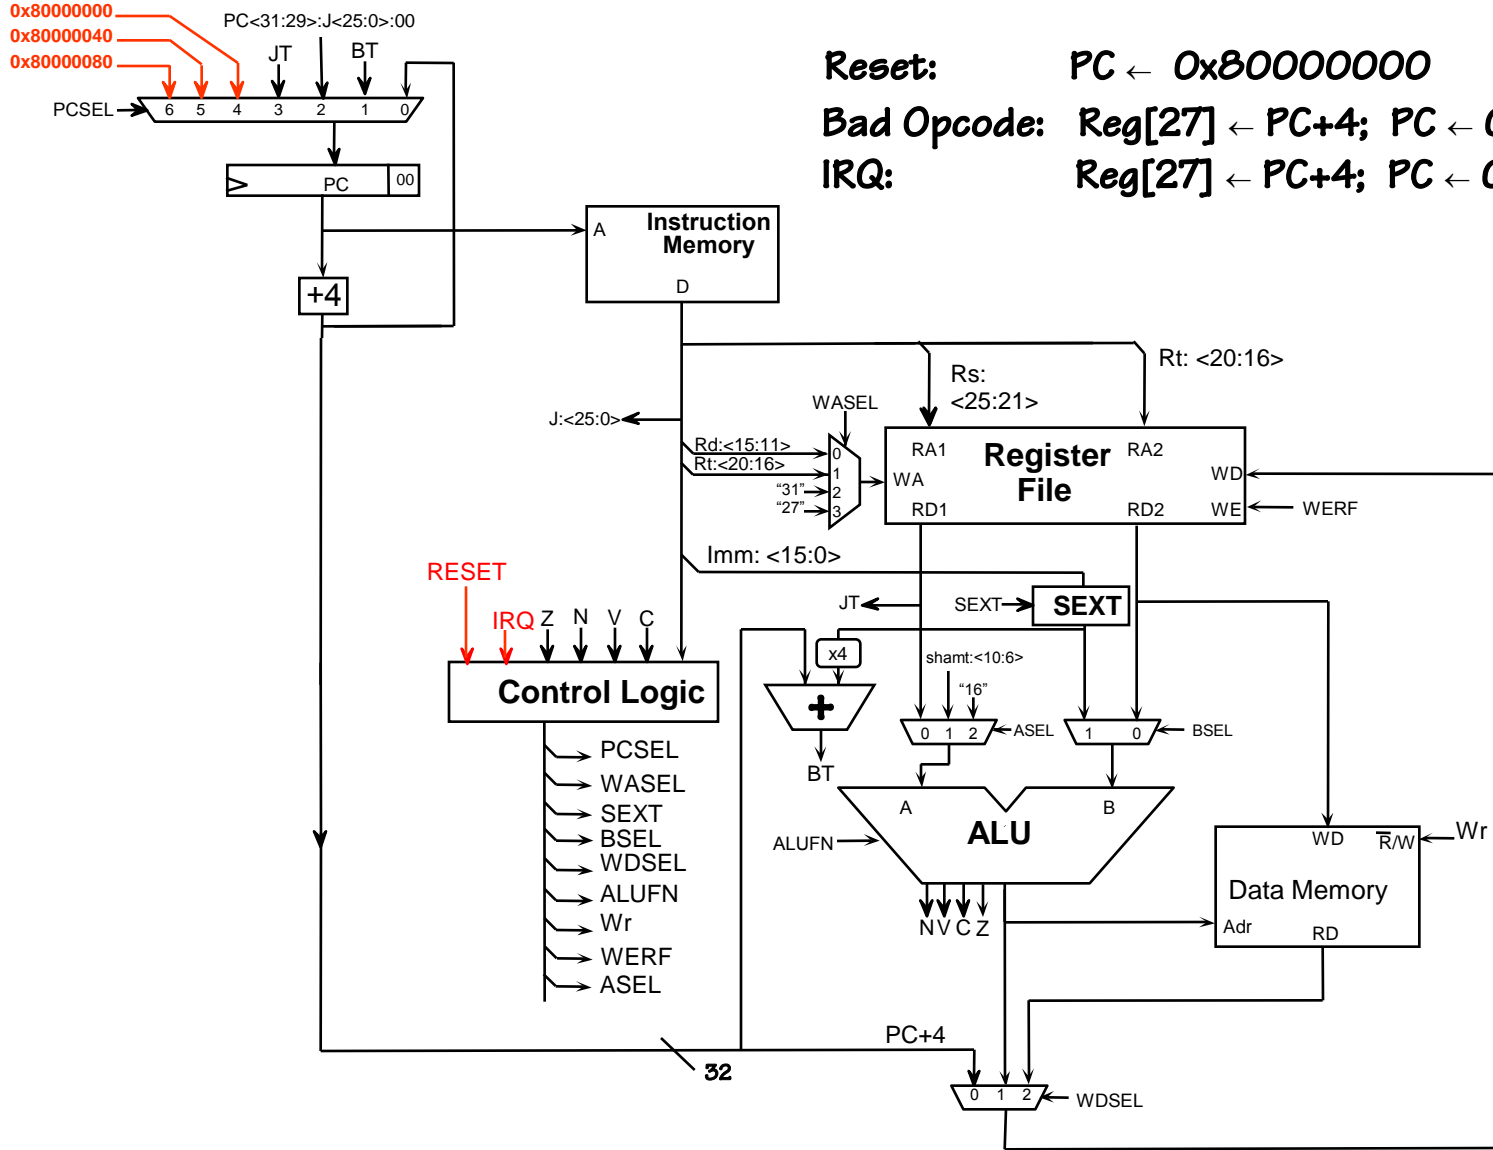 0x80000000
0x80000040
0x80000080
PC<31:29>:J<25:0>:00
JT
BT
PCSEL
6 5 4 3 2 1 0
PC
00
+4
Reset: PC ← 0x80000000
Bad Opcode: Reg[27] ← PC+4; PC ← 0
IRQ: Reg[27] ← PC+4; PC ← 0
A
Instruction
Memory
D
Rs:
<25:21>
Rt: <20:16>
J:<25:0>
WASEL
Rd:<15:11>
Rt:<20:16>
"31"
"27"
0
1
2
3
RA1
Register
File
RA2
WA
WD
RD1
RD2
WE
WERF
Imm: <15:0>
RESET
IRQ
Z
N
V
C
JT
SEXT
SEXT
x4
shamt:<10:6>
"16"
Control Logic
+
0 1 2
ASEL
1 0
BSEL
BT
PCSEL
WASEL
SEXT
BSEL
WDSEL
ALUFN
Wr
WERF
ASEL
A
B
ALU
ALUFN
N V C Z
WD
R/W
Wr
Data Memory
Adr
RD
PC+4
32
0 1 2
WDSEL